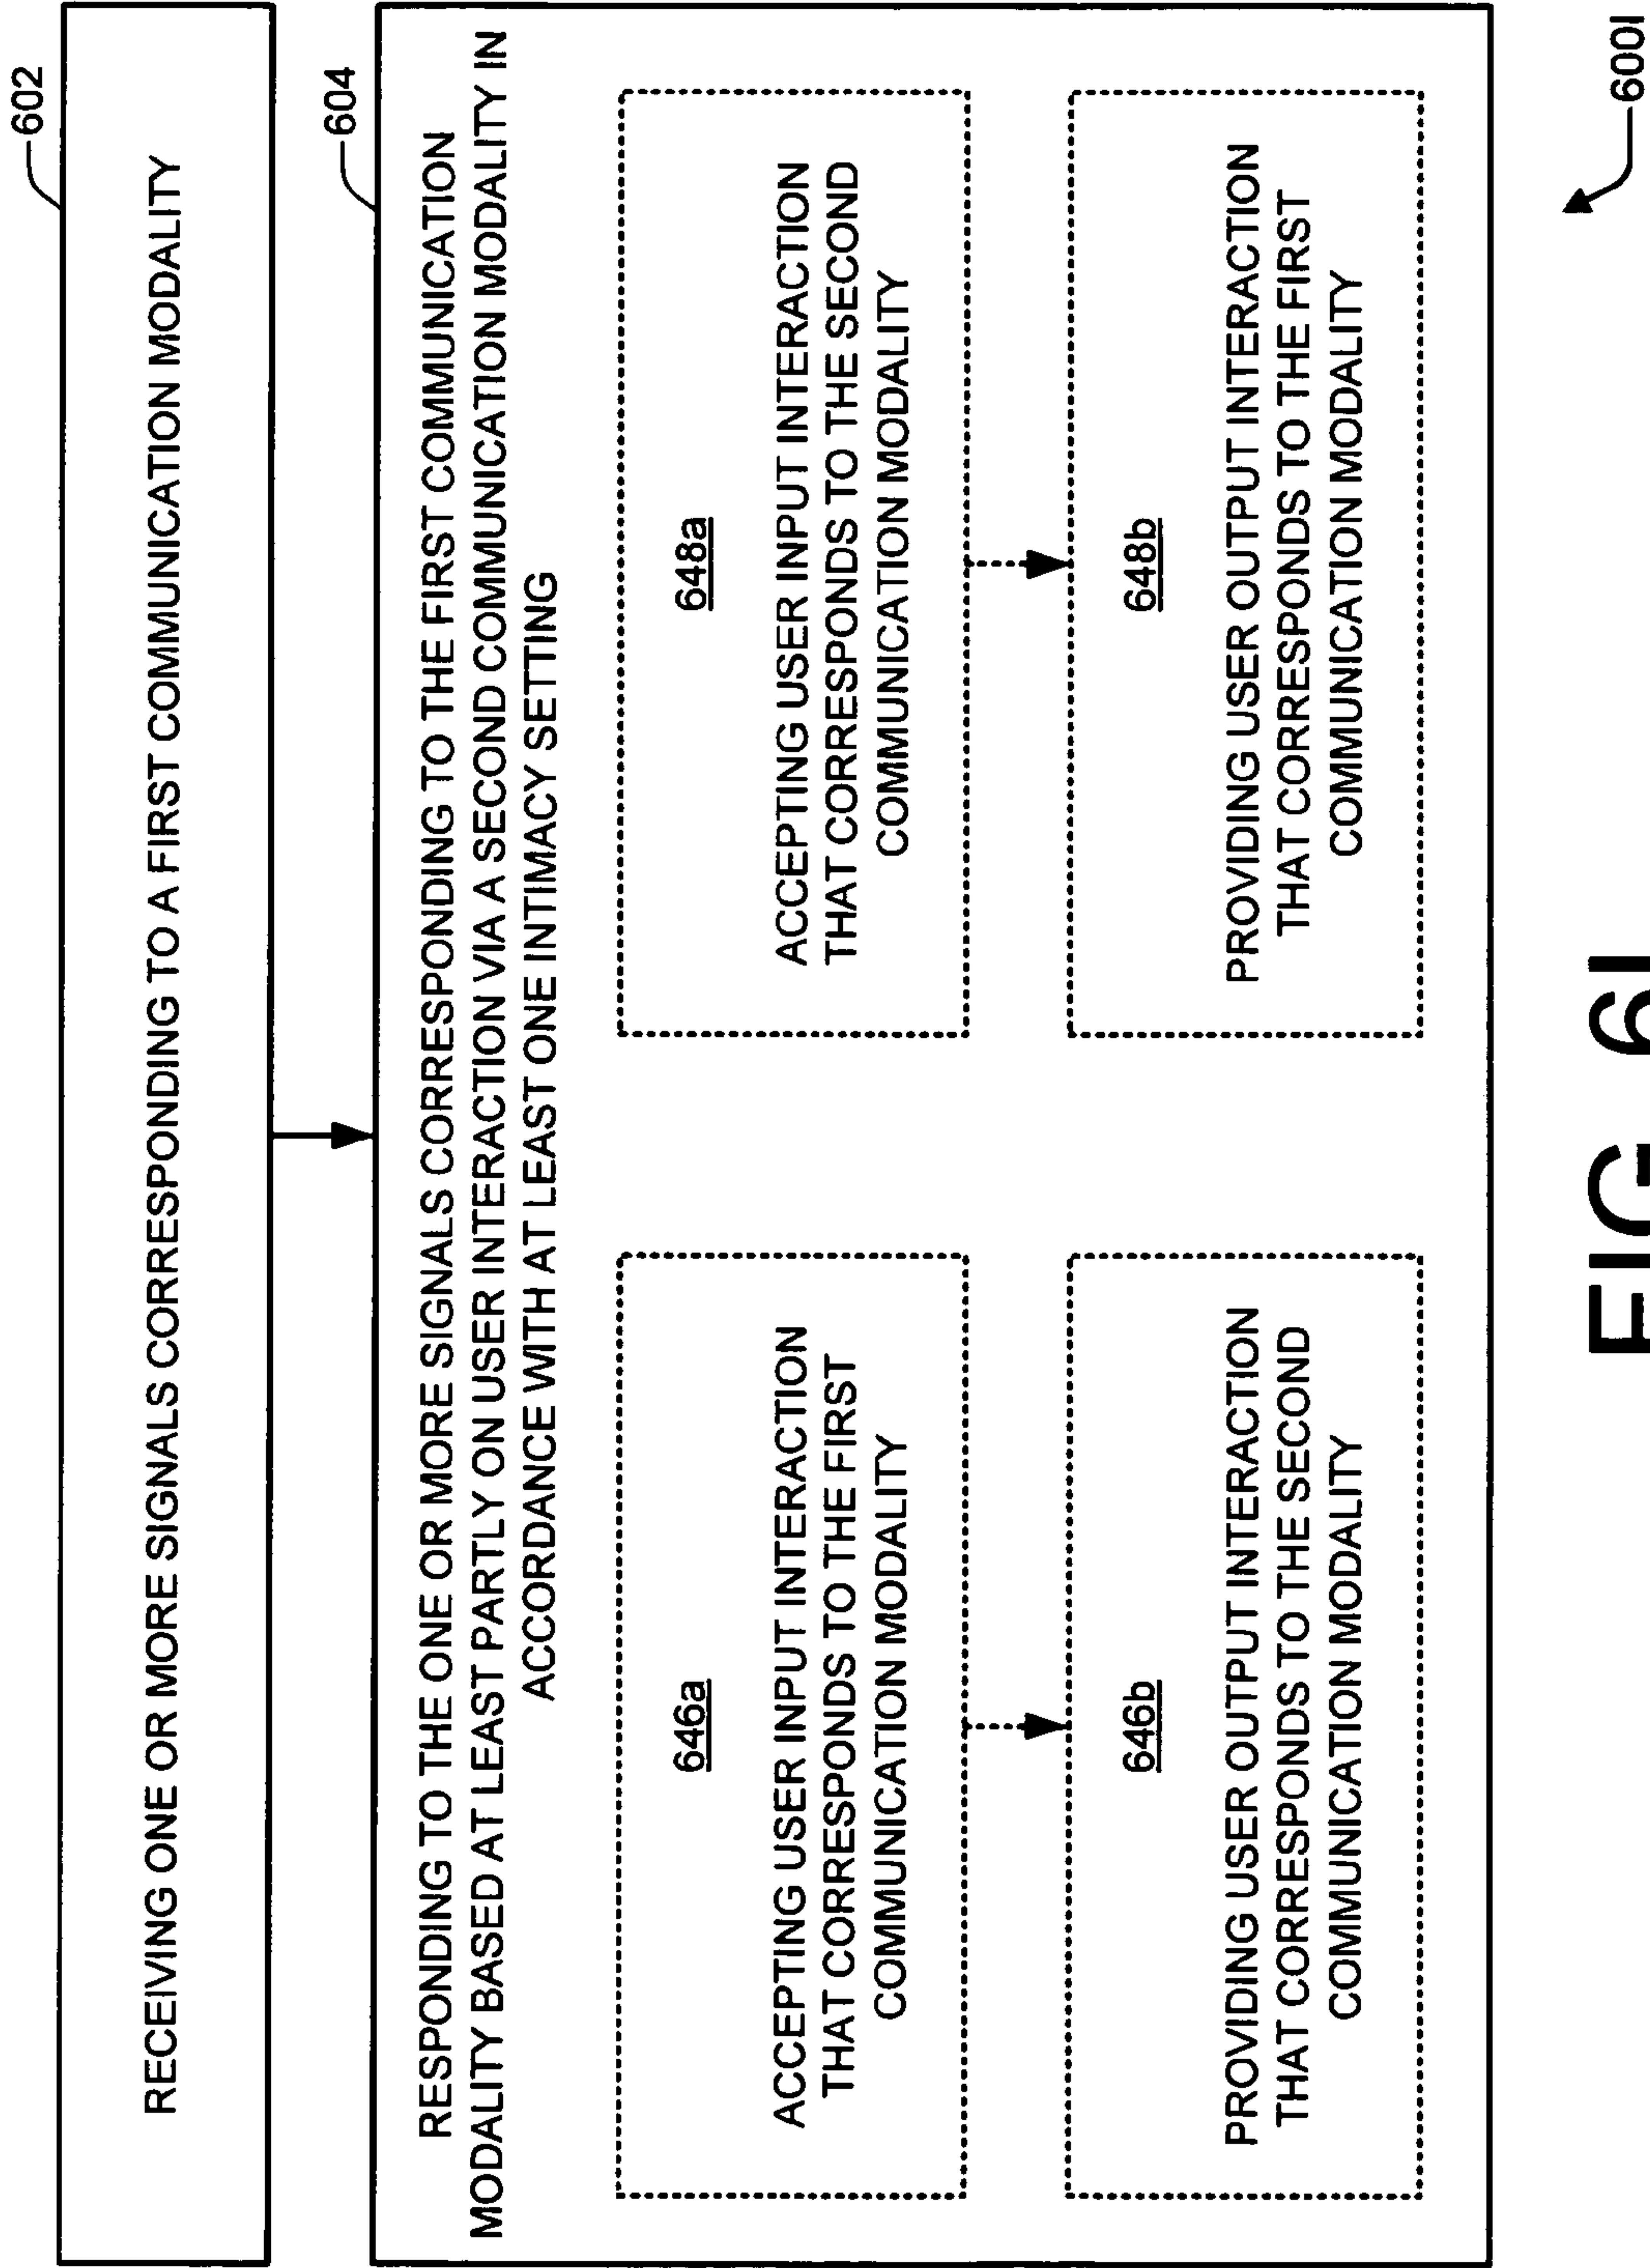 602
RECEIVING ONE OR MORE SIGNALS CORRESPONDING TO A FIRST COMMUNICATION MODALITY
604
RESPONDING TO THE ONE OR MORE SIGNALS CORRESPONDING TO THE FIRST COMMUNICATION
MODALITY BASED AT LEAST PARTLY ON USER INTERACTION VIA A SECOND COMMUNICATION MODALITY IN
ACCORDANCE WITH AT LEAST ONE INTIMACY SETTING
646a
ACCEPTING USER INPUT INTERACTION
THAT CORRESPONDS TO THE FIRST
COMMUNICATION MODALITY
646b
PROVIDING USER OUTPUT INTERACTION
THAT CORRESPONDS TO THE SECOND
COMMUNICATION MODALITY
648a
ACCEPTING USER INPUT INTERACTION
THAT CORRESPONDS TO THE SECOND
COMMUNICATION MODALITY
648b
PROVIDING USER OUTPUT INTERACTION
THAT CORRESPONDS TO THE FIRST
COMMUNICATION MODALITY
600I
FIG. 6I